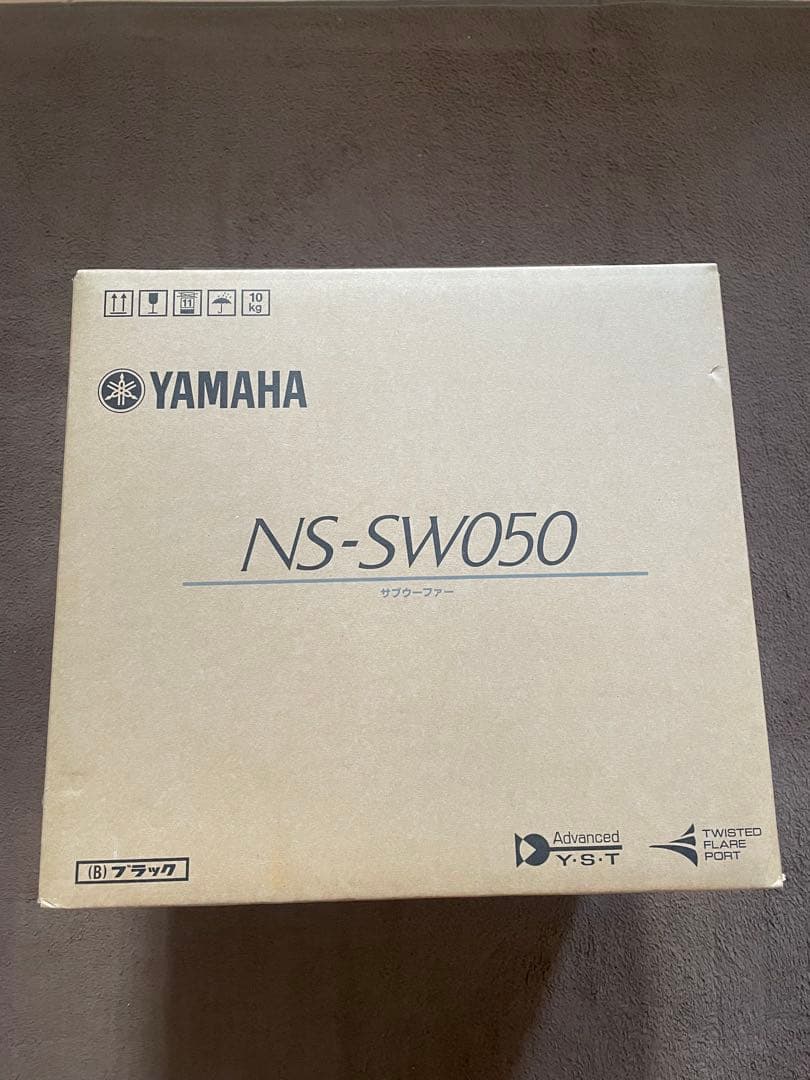 11
10
kg
YAMAHA
NS-SW050
サブウーファー
(B) ブラック
Advanced
Y・S・T
TWISTED
FLARE
PORT